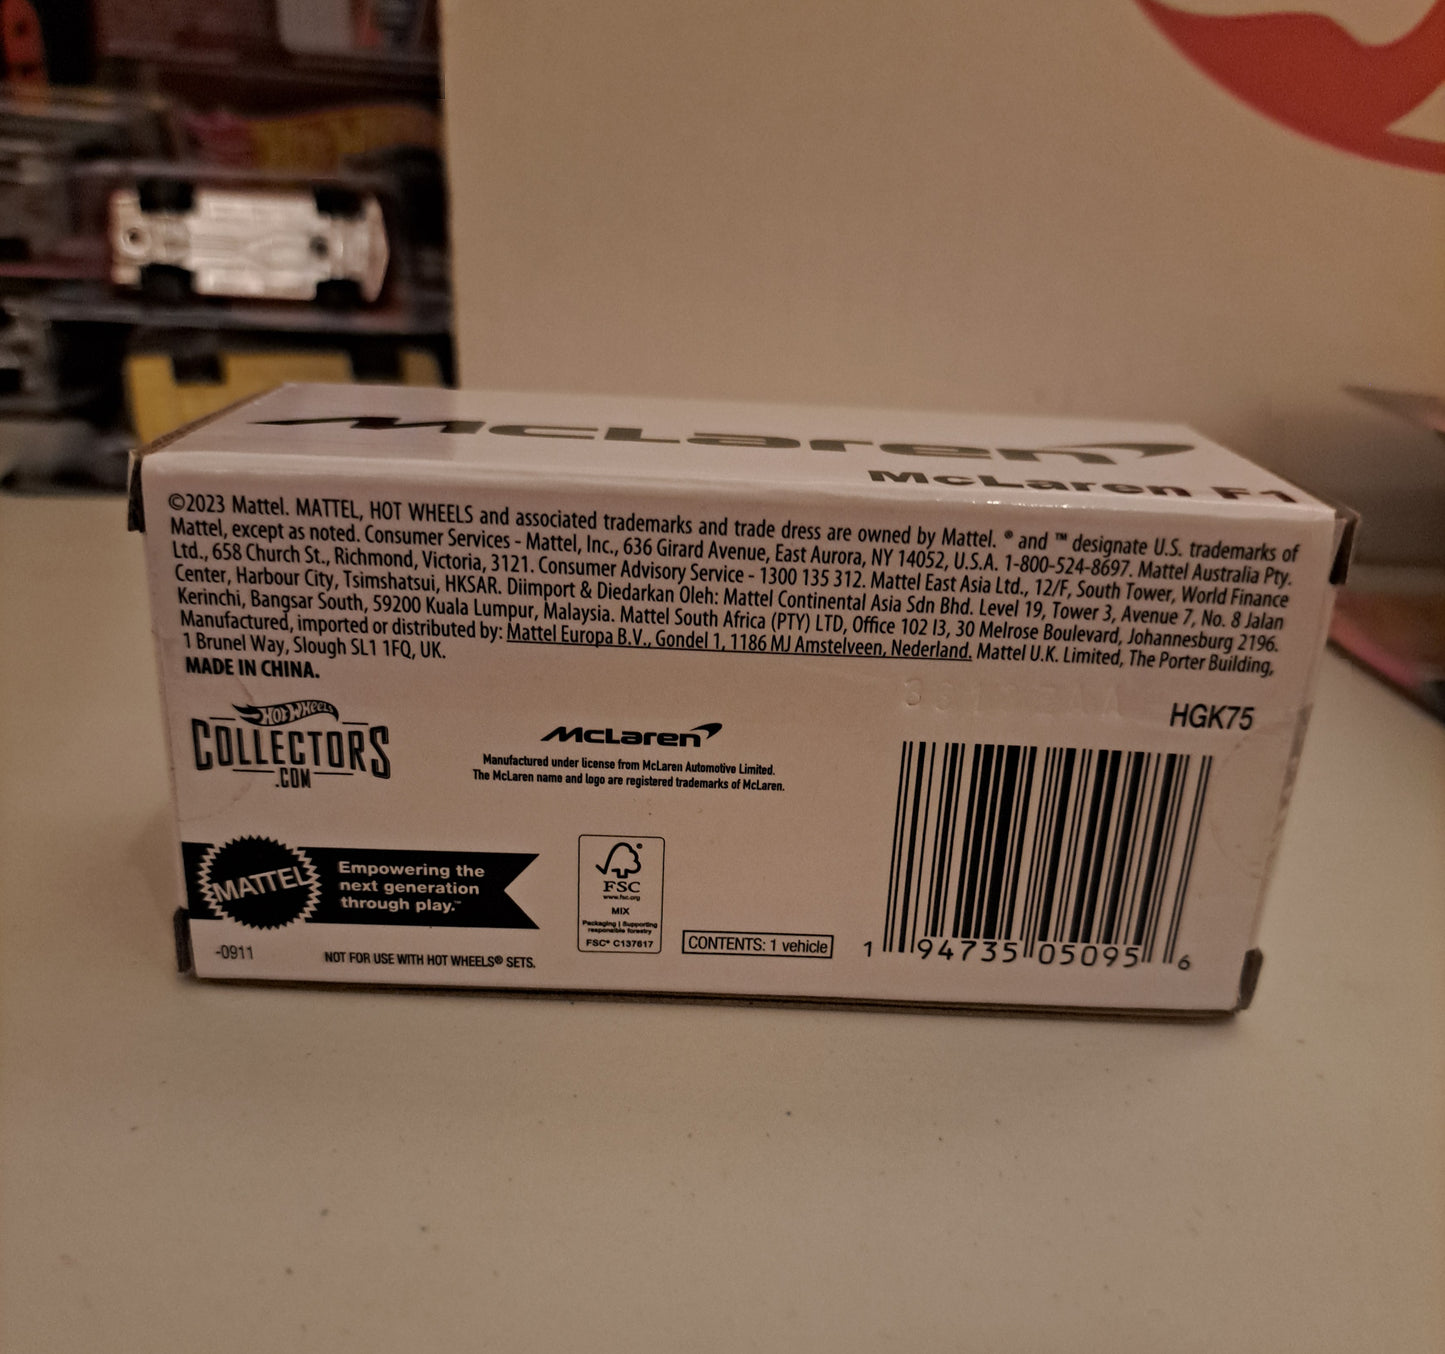 McLaren
McLaren F1
©2023 Mattel. MATTEL, HOT WHEELS and associated trademarks and trade dress are owned by Mattel. ® and ™ designate U.S. trademarks of
Mattel, except as noted. Consumer Services - Mattel, Inc., 636 Girard Avenue, East Aurora, NY 14052, U.S.A. 1-800-524-8697. Mattel Australia Pty.
Ltd., 658 Church St., Richmond, Victoria, 3121. Consumer Advisory Service - 1300 135 312. Mattel East Asia Ltd., 12/F, South Tower, World Finance
Center, Harbour City, Tsimshatsui, HKSAR. Diimport & Diedarkan Oleh: Mattel Continental Asia Sdn Bhd. Level 19, Tower 3, Avenue 7, No. 8 Jalan
Kerinchi, Bangsar South, 59200 Kuala Lumpur, Malaysia. Mattel South Africa (PTY) LTD, Office 102 I3, 30 Melrose Boulevard, Johannesburg 2196.
Manufactured, imported or distributed by: Mattel Europa B.V., Gondel 1, 1186 MJ Amstelveen, Nederland. Mattel U.K. Limited, The Porter Building,
1 Brunel Way, Slough SL1 1FQ, UK.
MADE IN CHINA.
HGK75
HOT WHEELS
COLLECTORS
.COM
McLaren
Manufactured under license from McLaren Automotive Limited.
The McLaren name and logo are registered trademarks of McLaren.
MATTEL
Empowering the
next generation
through play.™
FSC
www.fsc.org
MIX
Packaging | Supporting
responsible forestry
FSC® C137617
CONTENTS: 1 vehicle
1 94735 05095 6
-0911
NOT FOR USE WITH HOT WHEELS® SETS.